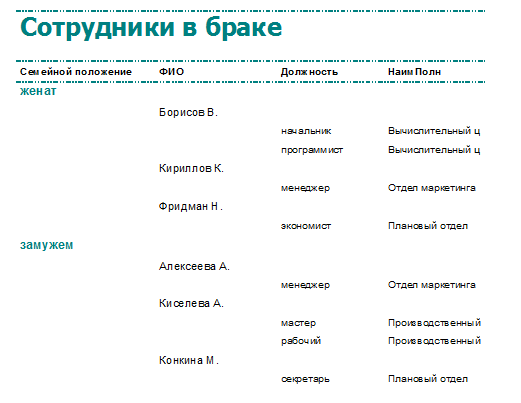 Сотрудники в браке
Семейной положение ФИО Должность НаимПолн
женат
Борисов В.
начальник Вычислительный ц
программист Вычислительный ц
Кириллов К.
менеджер Отдел маркетинга
Фридман Н.
экономист Плановый отдел
замужем
Алексеева А.
менеджер Отдел маркетинга
Киселева А.
мастер Производственный
рабочий Производственный
Конкина М.
секретарь Плановый отдел